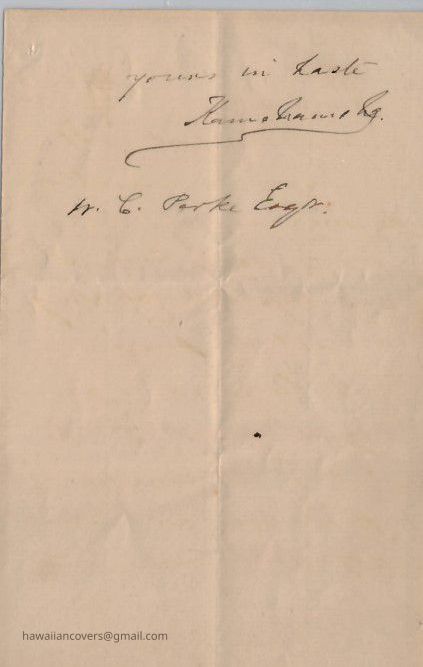 yours in haste
Kamehameha
W. C. Parke Esqr.
hawaiiancovers@gmail.com